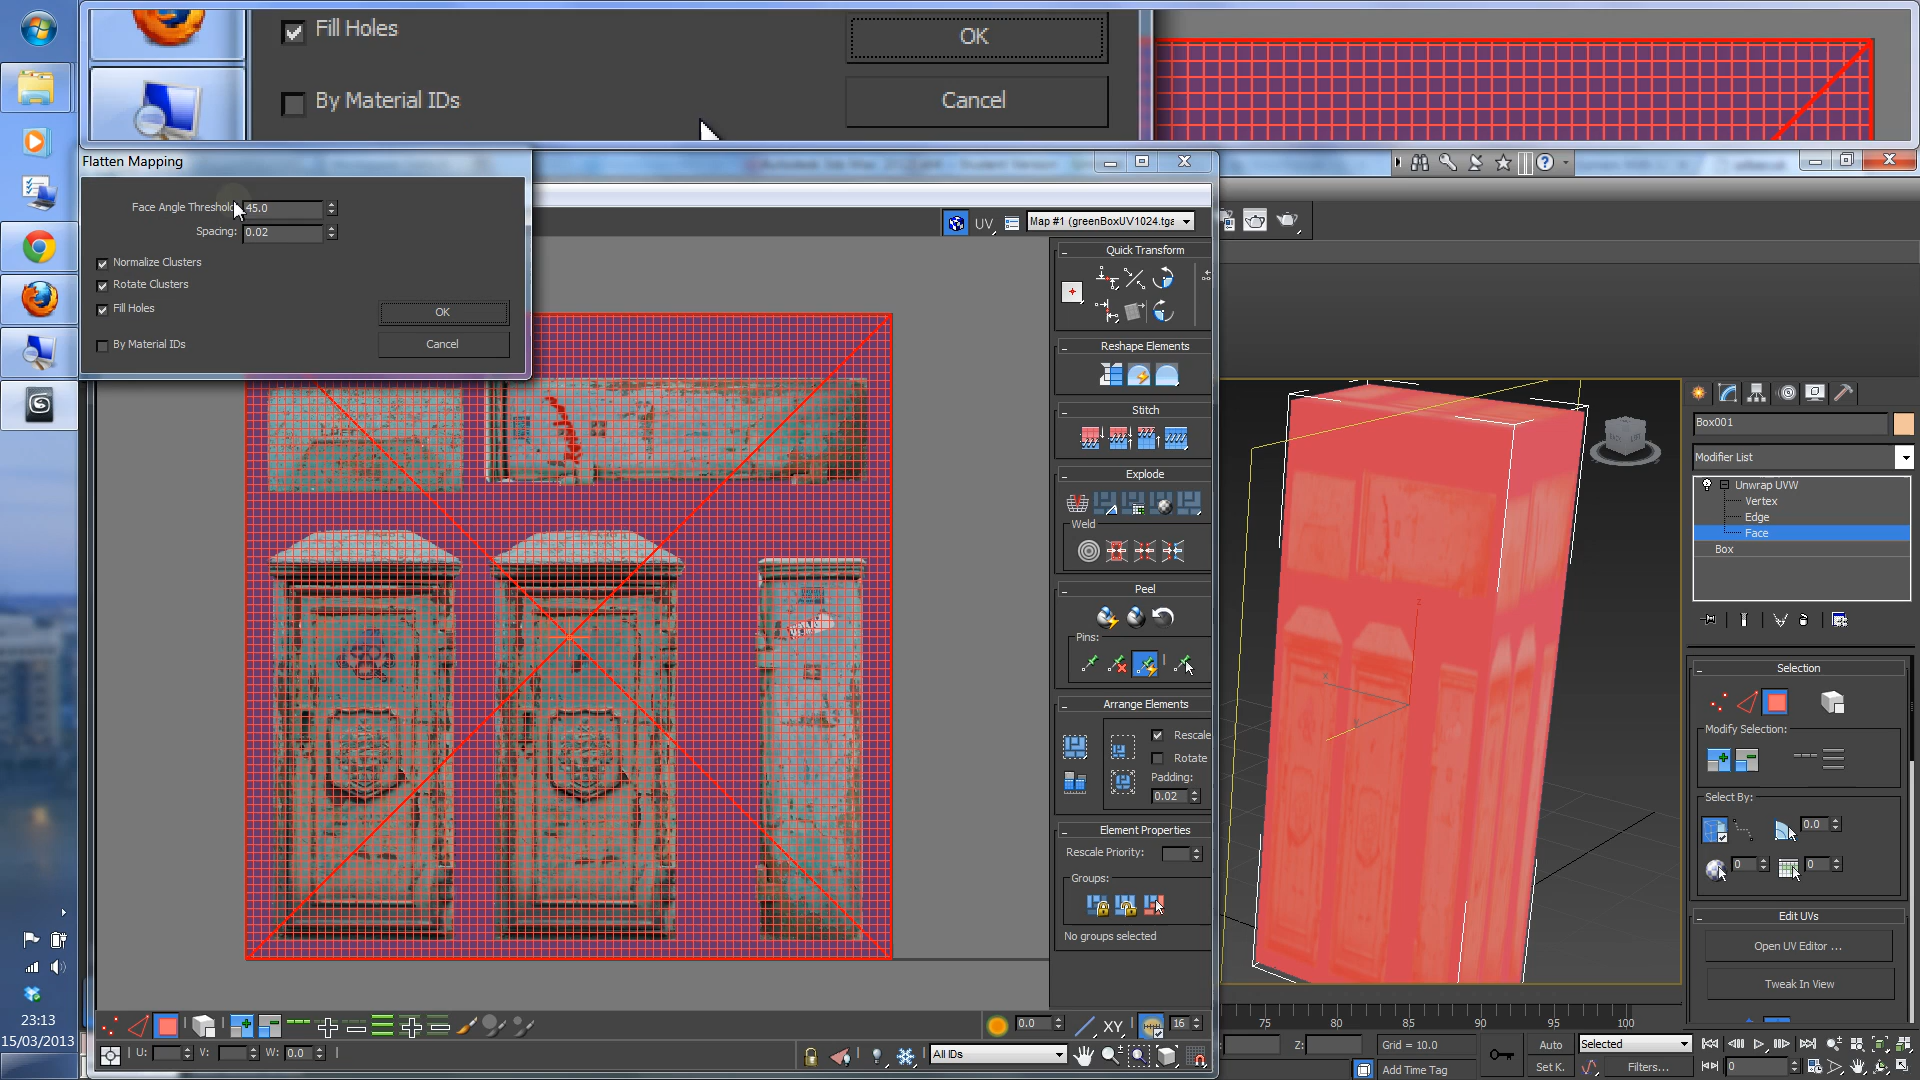 Fill Holes
OK
By Material IDs
Cancel
Flatten Mapping
Face Angle Threshold
45.0
Spacing:
0.02
Normalize Clusters
Rotate Clusters
Fill Holes
OK
By Material IDs
Cancel
UV
Map #1 (greenBoxUV1024.tga
Quick Transform
Reshape Elements
Stitch
Explode
Weld
Peel
Pins:
Arrange Elements
Rescale
Rotate
Padding:
0.02
Element Properties
Rescale Priority:
Groups:
No groups selected
Box001
Modifier List
Unwrap UVW
Vertex
Edge
Face
Box
Selection
Modify Selection:
Select By:
0.0
0
0
Edit UVs
Open UV Editor ...
Tweak In View
23:13
15/03/2013
0.0
XY
16
U:
V:
W: 0.0
All IDs
75 80 85 90 95 100
Z:
Grid = 10.0
Add Time Tag
Auto
Selected
Set K.
Filters...
0